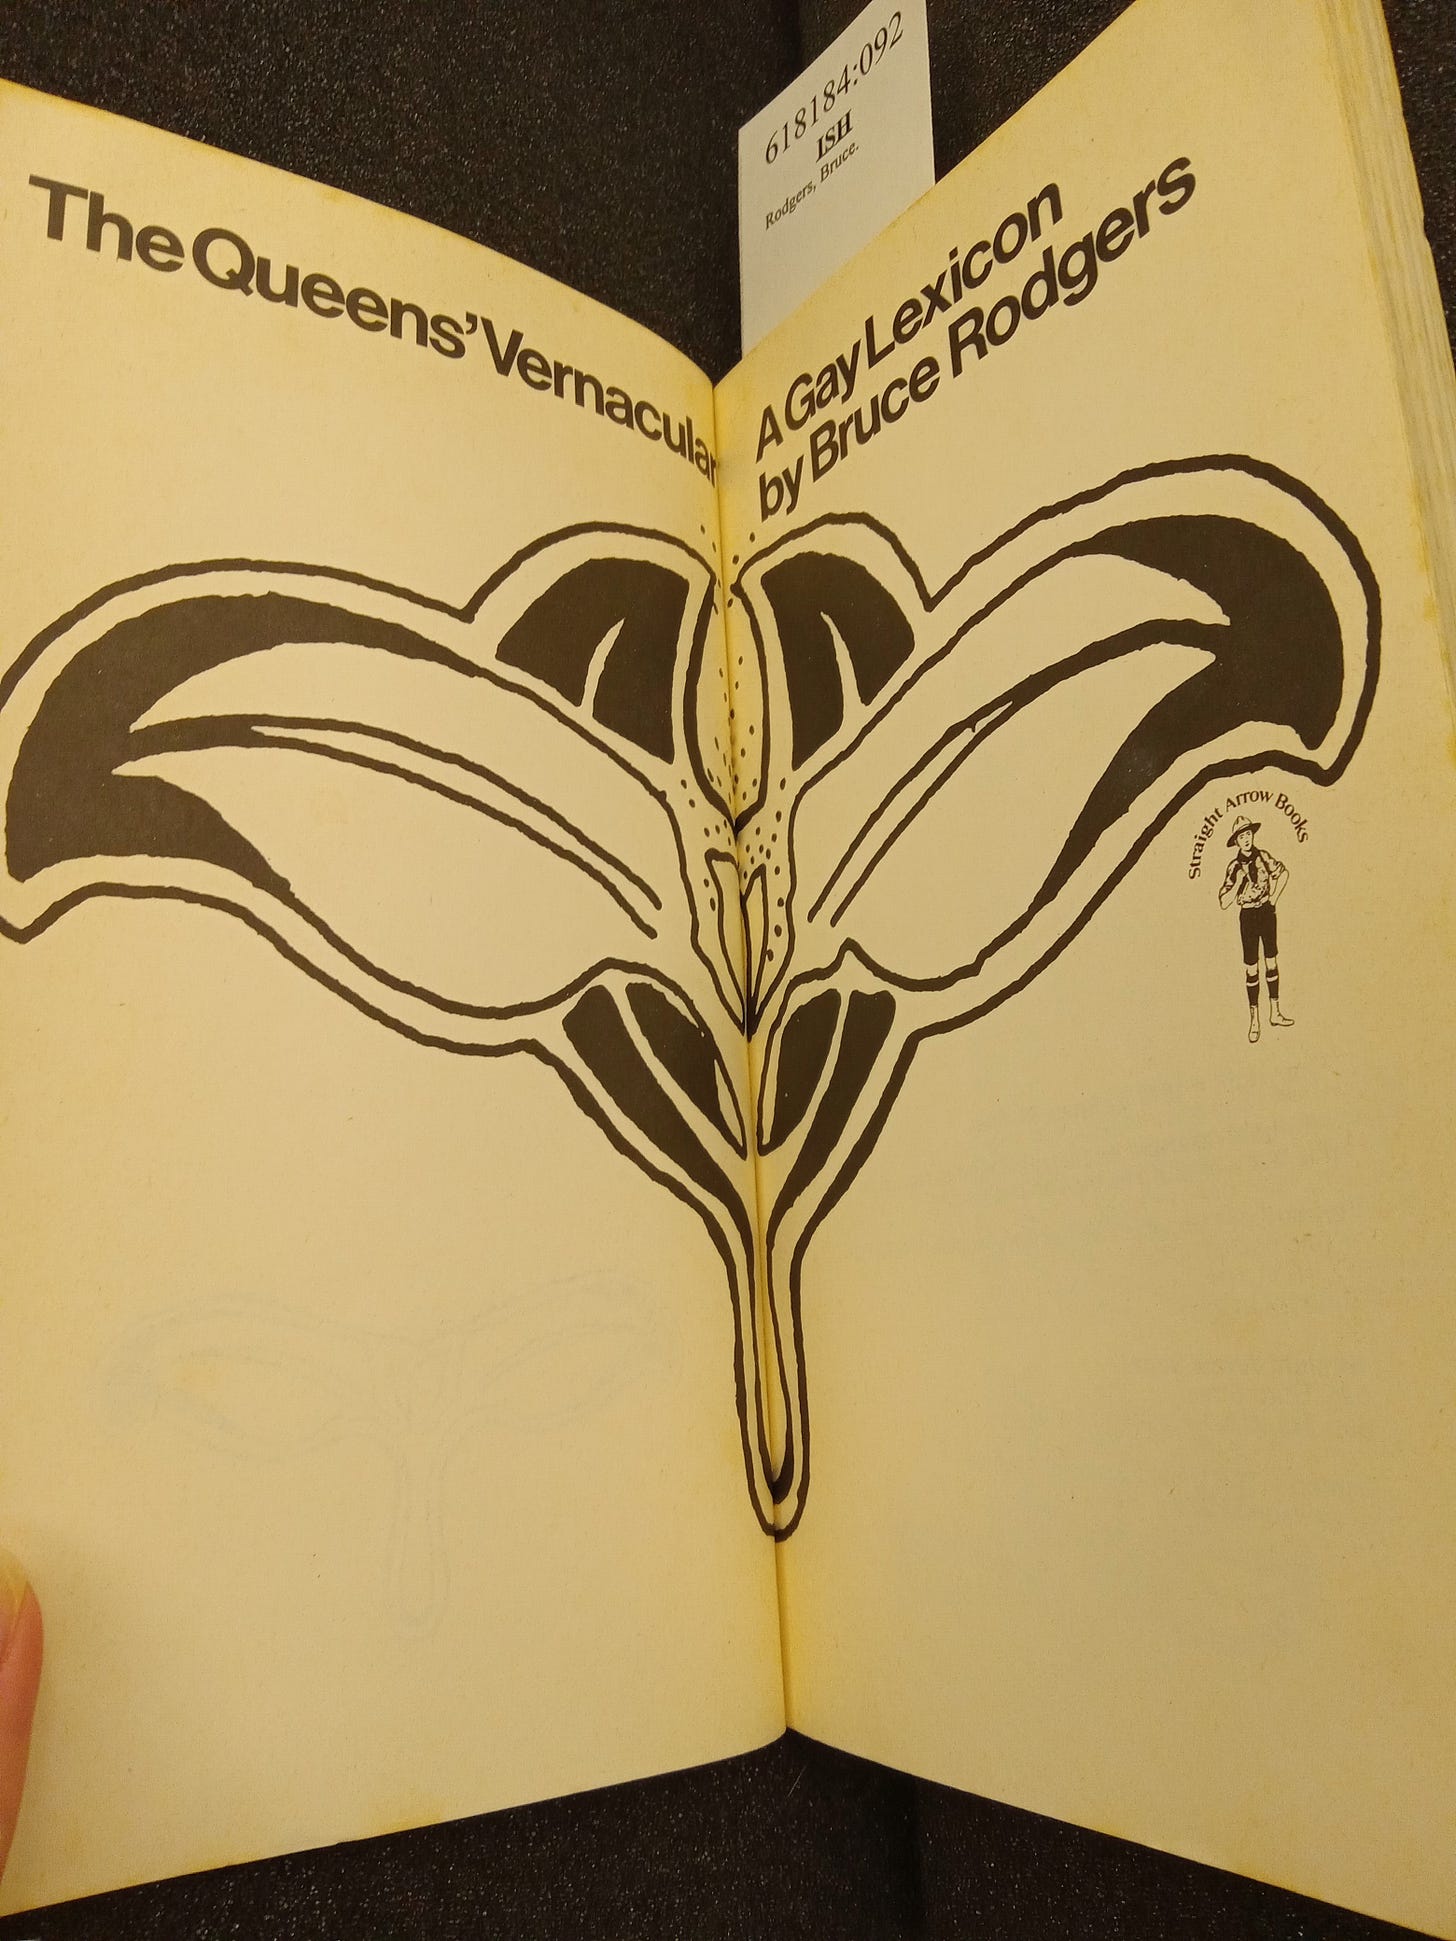 The Queens' Vernacular
618184:092
ISH
Rodgers, Bruce.
A Gay Lexicon
by Bruce Rodgers
Straight Arrow Books